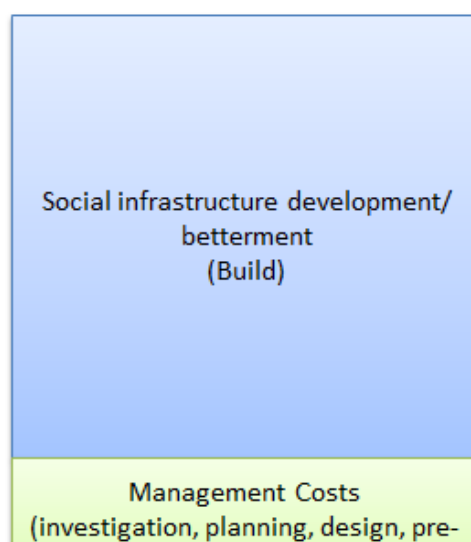 Social infrastructure development/
betterment
(Build)
Management Costs
(investigation, planning, design, pre-